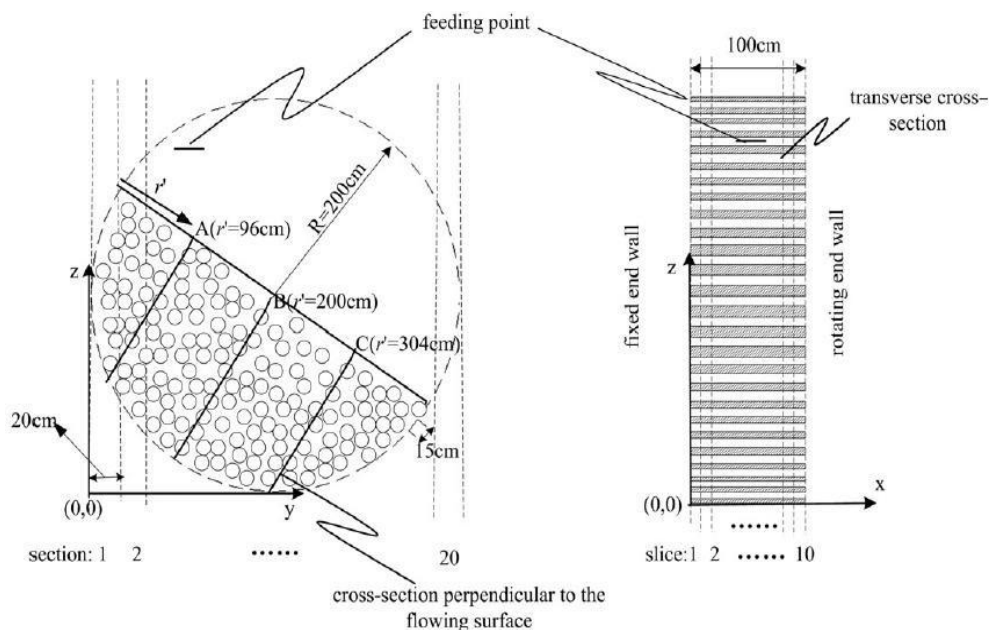 feeding point
100cm
transverse cross–
section
r'
R=200cm
A(r'=96cm)
z
B(r'=200cm)
C(r'=304cm)
20cm
15cm
(0,0)
y
section: 1 2 ...... 20
cross-section perpendicular to the
flowing surface
fixed end wall
z
rotating end wall
(0,0)
x
slice:1 2 ...... 10